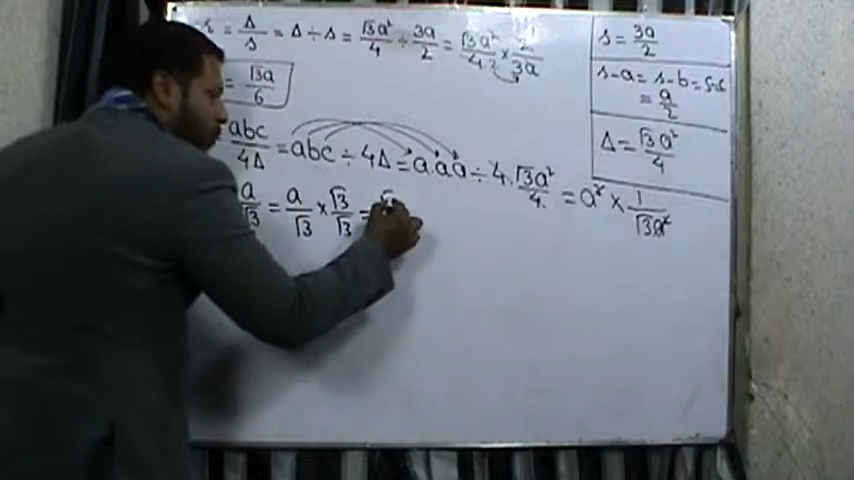 = Δ/s = Δ ÷ s = √3a²/4 ÷ 3a/2 = √3a²/4 × 2/3a
= √3a/6
abc/4Δ = abc ÷ 4Δ = a.a.a ÷ 4.√3a²/4 = a³ × 1/√3a²
a/√3 = a/√3 × √3/√3 =
s = 3a/2
s-a = s-b = s-c
= a/2
Δ = √3a²/4